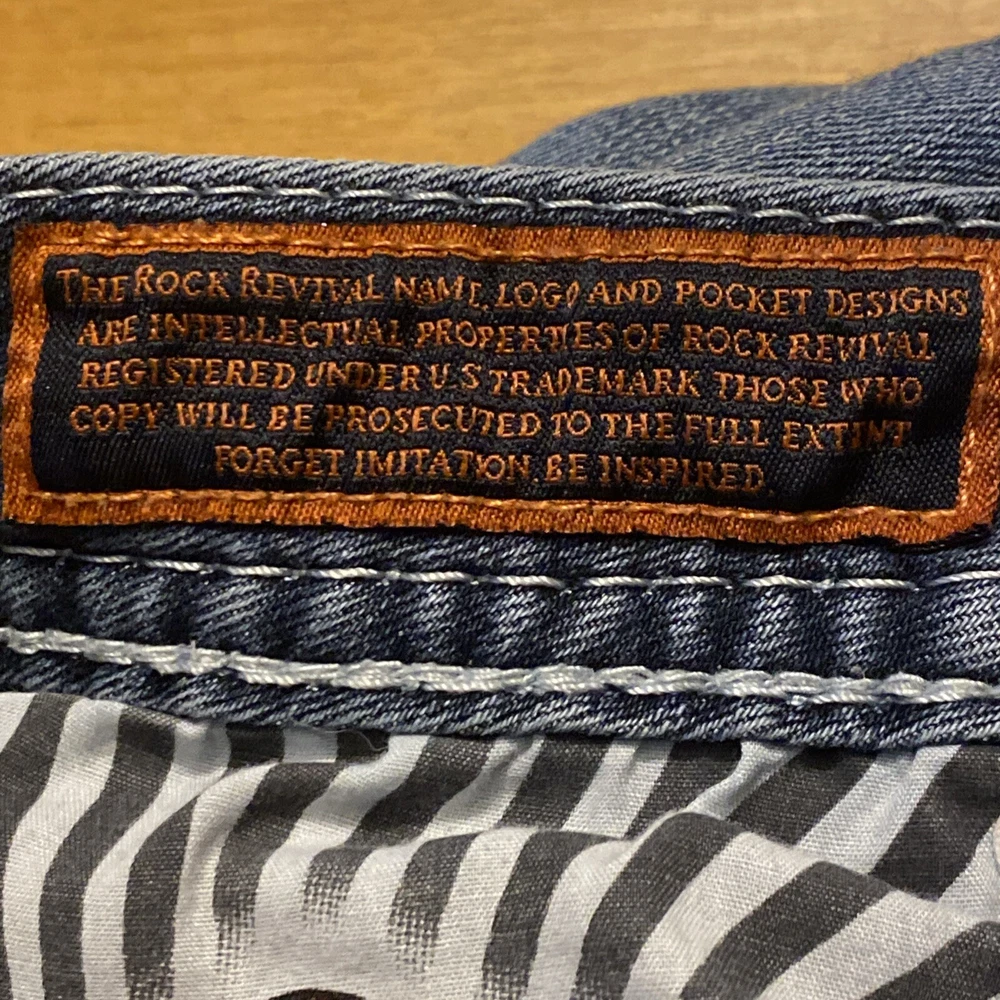 THE ROCK REVIVAL NAME, LOGO AND POCKET DESIGNS
ARE INTELLECTUAL PROPERTIES OF ROCK REVIVAL
REGISTERED UNDER U.S TRADEMARK THOSE WHO
COPY WILL BE PROSECUTED TO THE FULL EXTINT
FORGET IMITATION. BE INSPIRED.